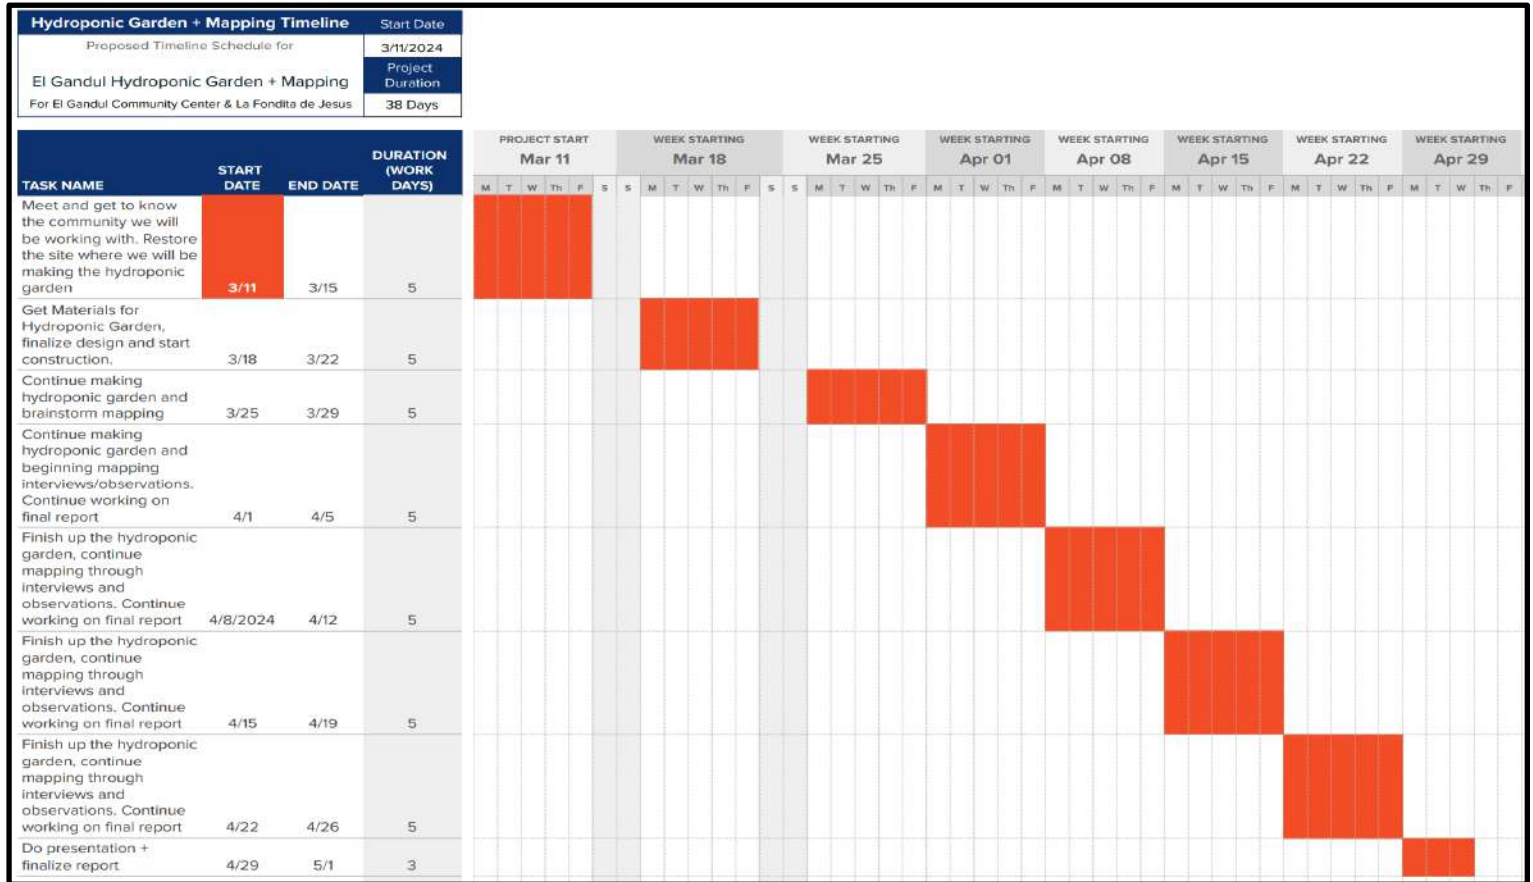 Hydroponic Garden + Mapping Timeline
Start Date
Proposed Timeline Schedule for
3/11/2024
El Gandul Hydroponic Garden + Mapping
Project
Duration
For El Gandul Community Center & La Fondita de Jesus
38 Days
TASK NAME
START
DATE
END DATE
DURATION
(WORK
DAYS)
PROJECT START
Mar 11
WEEK STARTING
Mar 18
WEEK STARTING
Mar 25
WEEK STARTING
Apr 01
WEEK STARTING
Apr 08
WEEK STARTING
Apr 15
WEEK STARTING
Apr 22
WEEK STARTING
Apr 29
M T W Th F S S M T W Th F S S M T W Th F M T W Th F M T W Th F M T W Th F M T W Th F M T W Th F
Meet and get to know
the community we will
be working with. Restore
the site where we will be
making the hydroponic
garden 3/11 3/15 5
Get Materials for
Hydroponic Garden,
finalize design and start
construction. 3/18 3/22 5
Continue making
hydroponic garden and
brainstorm mapping 3/25 3/29 5
Continue making
hydroponic garden and
beginning mapping
interviews/observations.
Continue working on
final report 4/1 4/5 5
Finish up the hydroponic
garden, continue
mapping through
interviews and
observations. Continue
working on final report 4/8/2024 4/12 5
Finish up the hydroponic
garden, continue
mapping through
interviews and
observations. Continue
working on final report 4/15 4/19 5
Finish up the hydroponic
garden, continue
mapping through
interviews and
observations. Continue
working on final report 4/22 4/26 5
Do presentation +
finalize report 4/29 5/1 3